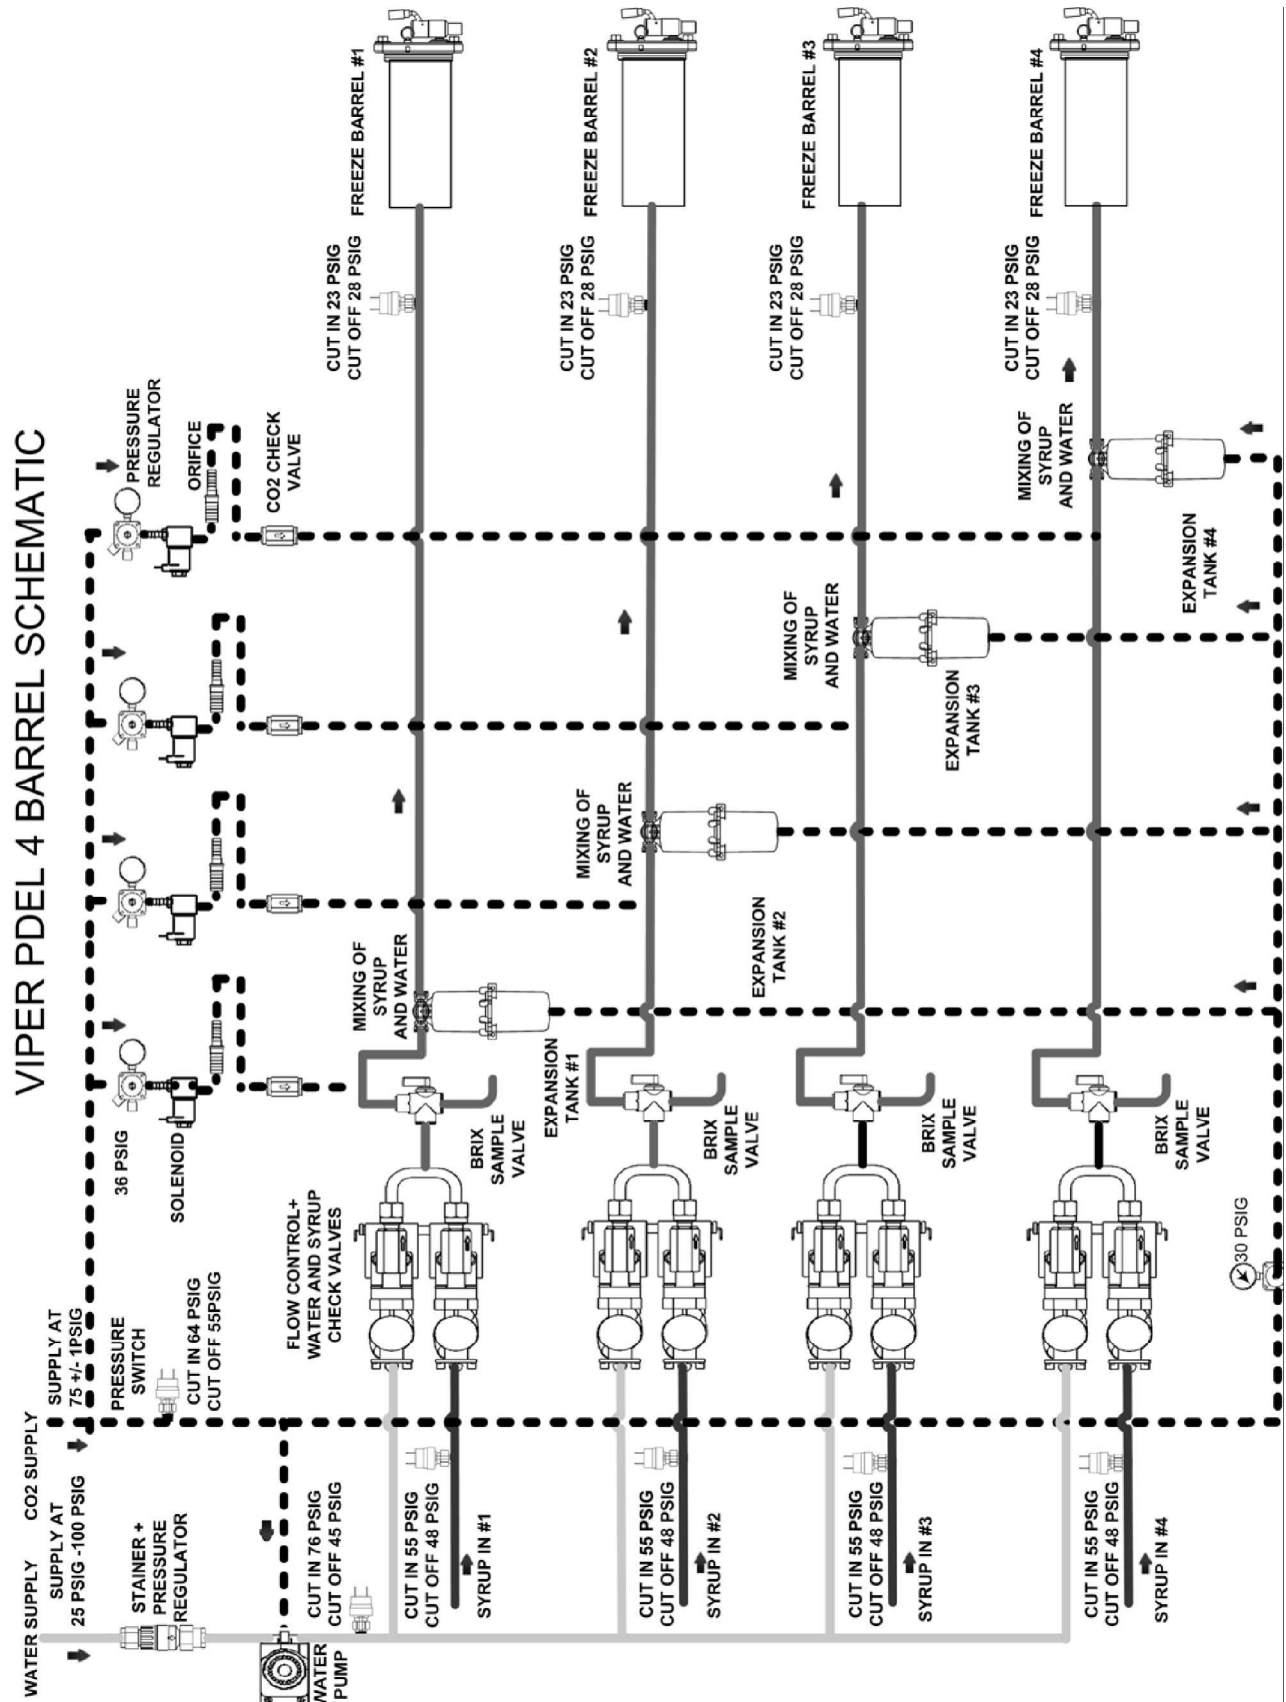 VIPER PDEL 4 BARREL SCHEMATIC
WATER SUPPLY
CO2 SUPPLY
SUPPLY AT
25 PSIG -100 PSIG
SUPPLY AT
75 +/- 1PSIG
STAINER +
PRESSURE
REGULATOR
PRESSURE
SWITCH
CUT IN 64 PSIG
CUT OFF 55PSIG
36 PSIG
SOLENOID
PRESSURE
REGULATOR
ORIFICE
CO2 CHECK
VALVE
WATER
PUMP
CUT IN 76 PSIG
CUT OFF 45 PSIG
FLOW CONTROL+
WATER AND SYRUP
CHECK VALVES
MIXING OF
SYRUP
AND WATER
CUT IN 23 PSIG
CUT OFF 28 PSIG
FREEZE BARREL #1
CUT IN 55 PSIG
CUT OFF 48 PSIG
SYRUP IN #1
BRIX
SAMPLE
VALVE
EXPANSION
TANK #1
MIXING OF
SYRUP
AND WATER
CUT IN 23 PSIG
CUT OFF 28 PSIG
FREEZE BARREL #2
CUT IN 55 PSIG
CUT OFF 48 PSIG
SYRUP IN #2
BRIX
SAMPLE
VALVE
EXPANSION
TANK #2
MIXING OF
SYRUP
AND WATER
CUT IN 23 PSIG
CUT OFF 28 PSIG
FREEZE BARREL #3
CUT IN 55 PSIG
CUT OFF 48 PSIG
SYRUP IN #3
BRIX
SAMPLE
VALVE
EXPANSION
TANK #3
MIXING OF
SYRUP
AND WATER
CUT IN 23 PSIG
CUT OFF 28 PSIG
FREEZE BARREL #4
CUT IN 55 PSIG
CUT OFF 48 PSIG
SYRUP IN #4
BRIX
SAMPLE
VALVE
EXPANSION
TANK #4
30 PSIG